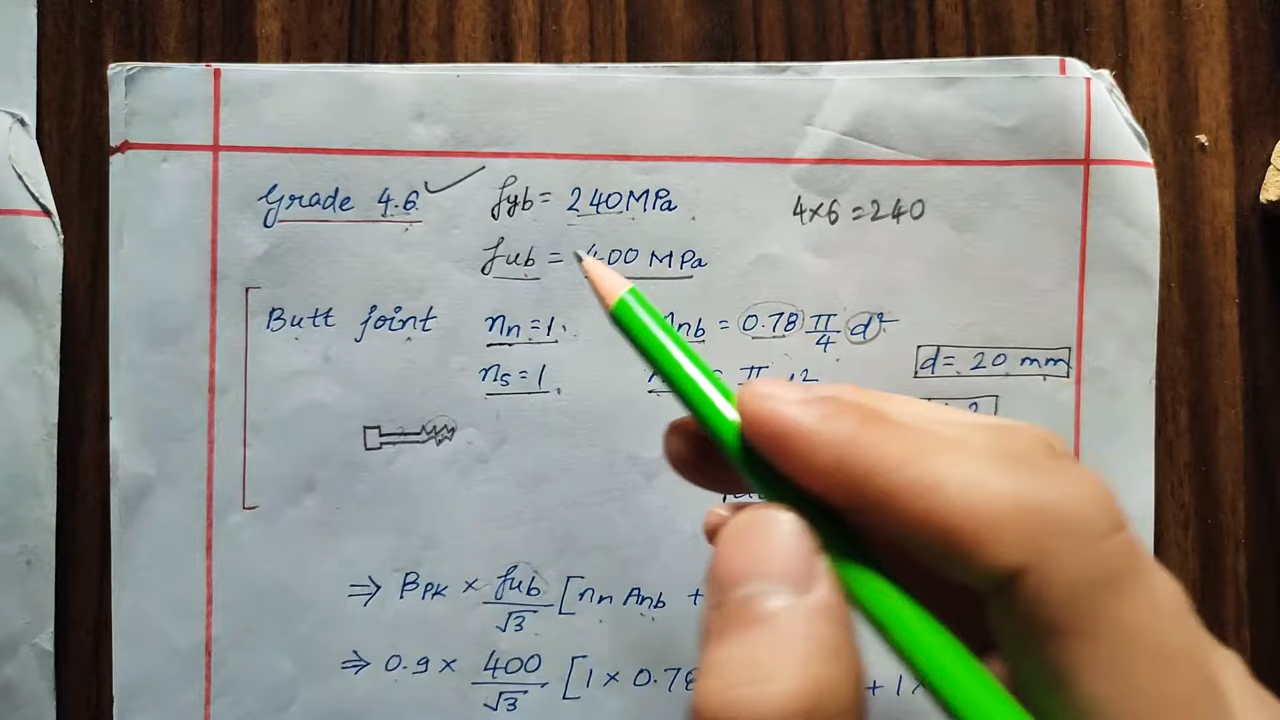 Grade 4.6 ✓ fyb = 240 MPa 4×6 = 240
fub = 400 MPa
Butt joint nn = 1. nb = 0.78 π/4 d²
d = 20 mm
ns = 1. π
⇒ βPK × fub/√3 [nn Anb +
⇒ 0.9 × 400/√3 [1 × 0.78 + 1×